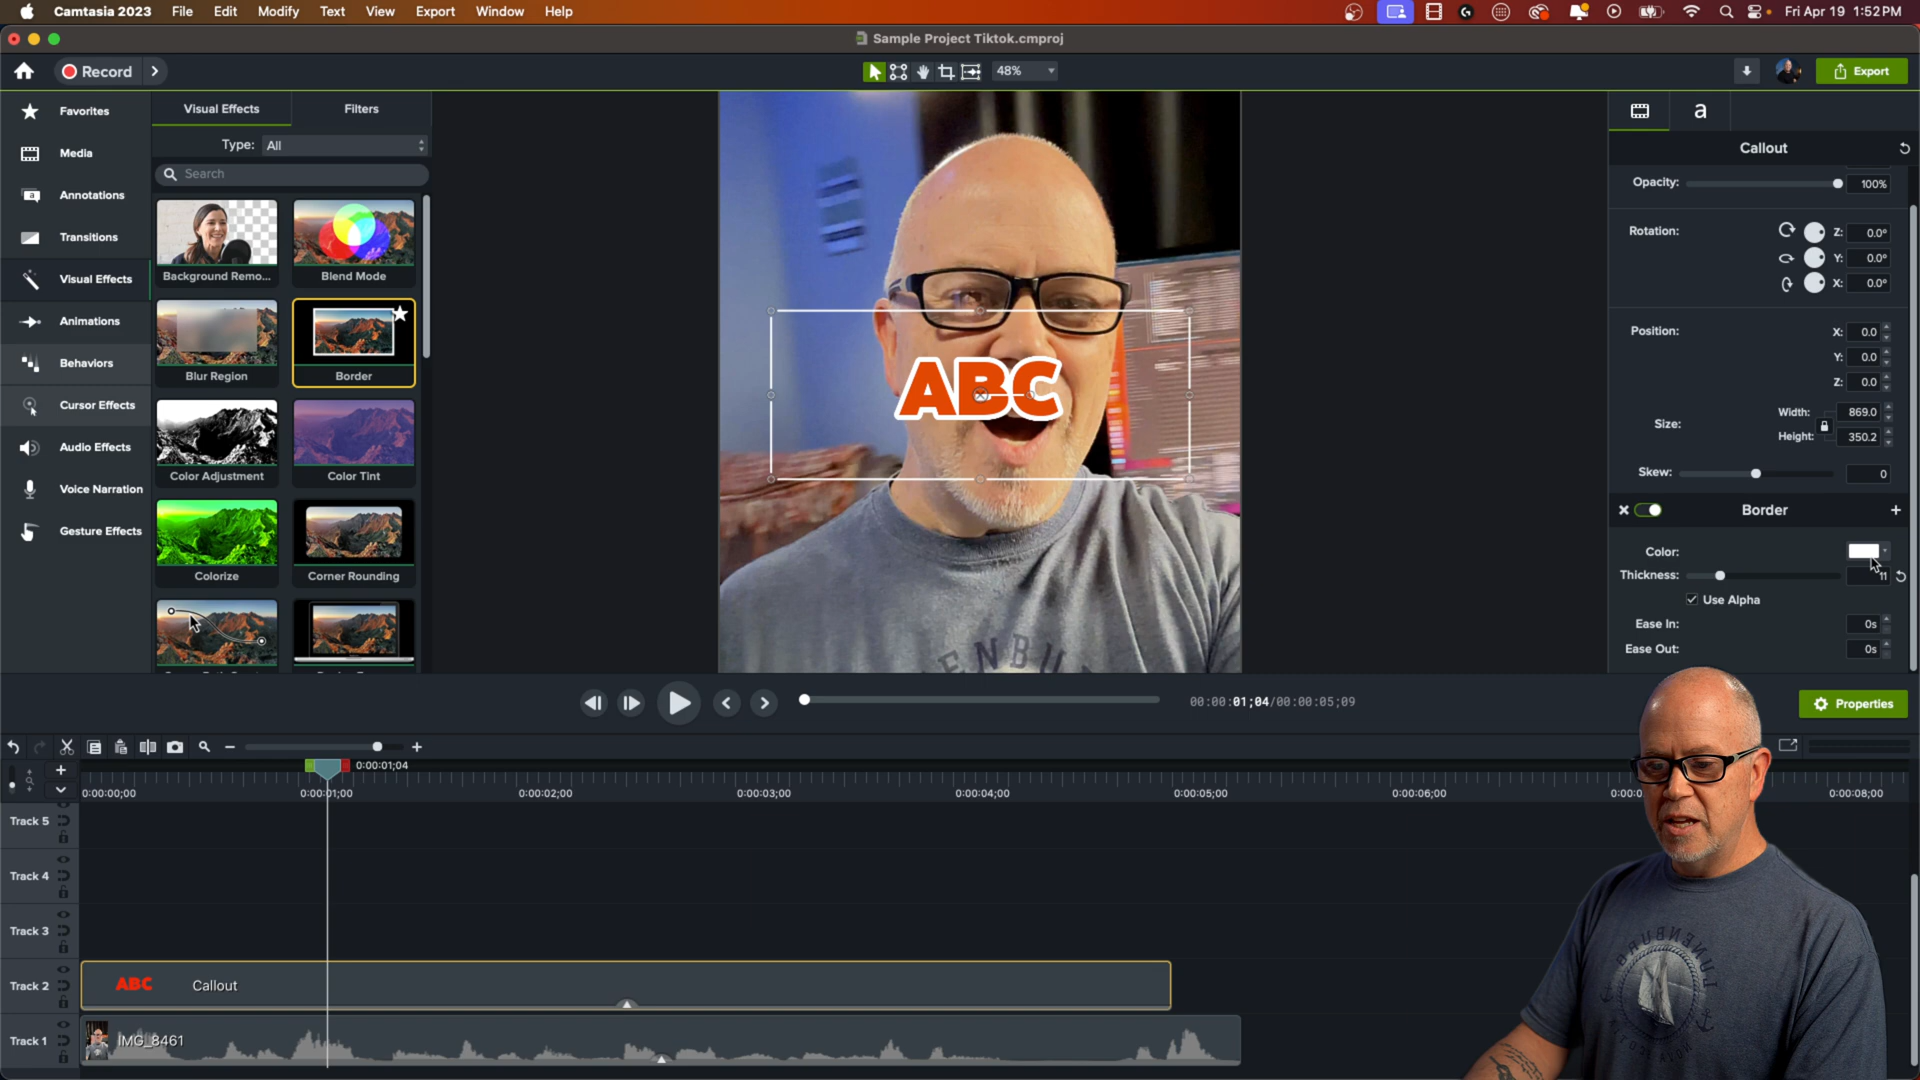 Camtasia 2023 File Edit Modify Text View Export Window Help
Fri Apr 19 1:52 PM
Sample Project Tiktok.cmproj
Record
48%
Export
Favorites
Media
Annotations
Transitions
Visual Effects
Animations
Behaviors
Cursor Effects
Audio Effects
Voice Narration
Gesture Effects
Visual Effects Filters
Type: All
Search
Background Remo...
Blend Mode
Blur Region
Border
Color Adjustment
Color Tint
Colorize
Corner Rounding
ABC
a
Callout
Opacity: 100%
Rotation: Z: 0.0°
Y: 0.0°
X: 0.0°
Position: X: 0.0
Y: 0.0
Z: 0.0
Size: Width: 869.0
Height: 350.2
Skew: 0
Border
Color:
Thickness: 11
Use Alpha
Ease In: 0s
Ease Out: 0s
00:00:01;04/00:00:05;09
Properties
0:00:01;04
0:00:00;00 0:00:01;00 0:00:02;00 0:00:03;00 0:00:04;00 0:00:05;00 0:00:06;00 0:00:08;00
Track 5
Track 4
Track 3
Track 2
ABC Callout
Track 1
IMG_8461